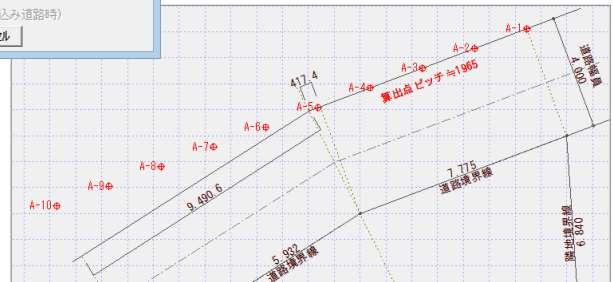 込み道路時)
セル
A-1
A-2
A-3
A-4
A-5
A-6
A-7
A-8
A-9
A-10
算出点ピッチ≒1965
417.4
道路幅員
4.000
7.775
道路境界線
9.490.6
5.932
道路境界線
隣地境界線
6.840